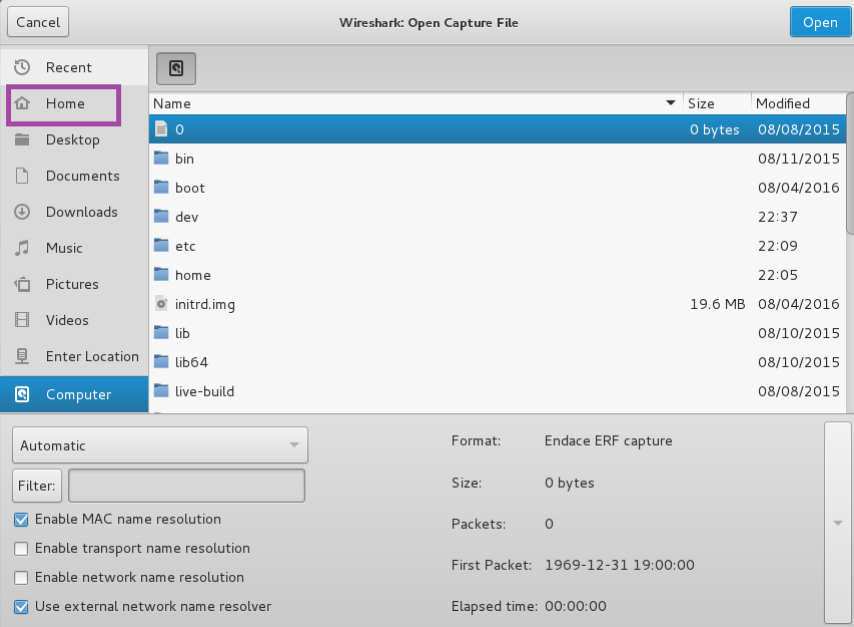 Cancel Wireshark: Open Capture File Open
Recent
Home
Desktop
Documents
Downloads
Music
Pictures
Videos
Enter Location
Computer
Name Size Modified
0 0 bytes 08/08/2015
bin 08/11/2015
boot 08/04/2016
dev 22:37
etc 22:09
home 22:05
initrd.img 19.6 MB 08/04/2016
lib 08/10/2015
lib64 08/10/2015
live-build 08/08/2015
Automatic
Filter:
Enable MAC name resolution
Enable transport name resolution
Enable network name resolution
Use external network name resolver
Format: Endace ERF capture
Size: 0 bytes
Packets: 0
First Packet: 1969-12-31 19:00:00
Elapsed time: 00:00:00